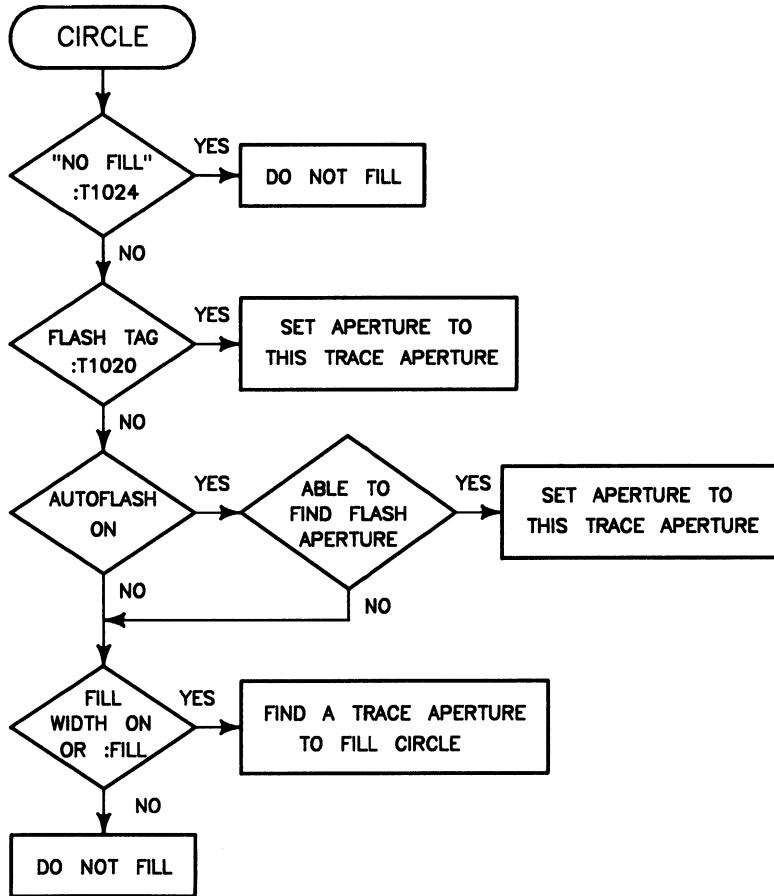 CIRCLE
"NO FILL"
:T1024
YES
DO NOT FILL
NO
FLASH TAG
:T1020
YES
SET APERTURE TO
THIS TRACE APERTURE
NO
AUTOFLASH
ON
YES
ABLE TO
FIND FLASH
APERTURE
YES
SET APERTURE TO
THIS TRACE APERTURE
NO
NO
FILL
WIDTH ON
OR :FILL
YES
FIND A TRACE APERTURE
TO FILL CIRCLE
NO
DO NOT FILL